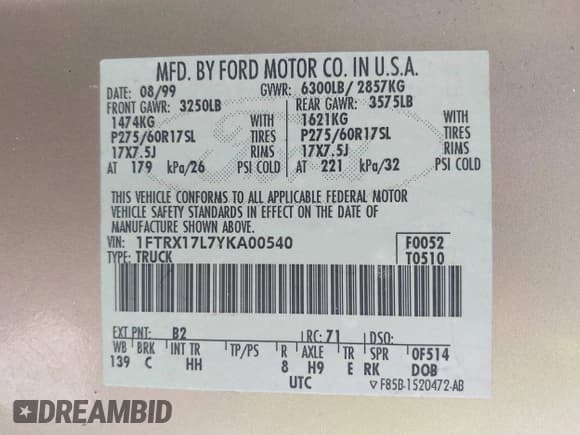 MFD. BY FORD MOTOR CO. IN U.S.A.
DATE: 08/99 GVWR: 6300LB/ 2857KG
FRONT GAWR: 3250LB REAR GAWR: 3575LB
1474KG WITH 1621KG WITH
P275/60R17SL TIRES P275/60R17SL TIRES
17X7.5J RIMS 17X7.5J RIMS
AT 179 kPa/26 PSI COLD AT 221 kPa/32 PSI COLD
THIS VEHICLE CONFORMS TO ALL APPLICABLE FEDERAL MOTOR
VEHICLE SAFETY STANDARDS IN EFFECT ON THE DATE OF
MANUFACTURE SHOWN ABOVE.
VIN: 1FTRX17L7YKA00540 F0052
TYPE: TRUCK T0510
EXT PNT: B2 RC: 71 DSO:
WB BRK INT TR TP/PS R AXLE TR SPR 0F514
139 C HH 8 H9 E RK DOB
UTC F85B-1520472-AB
DREAMBID